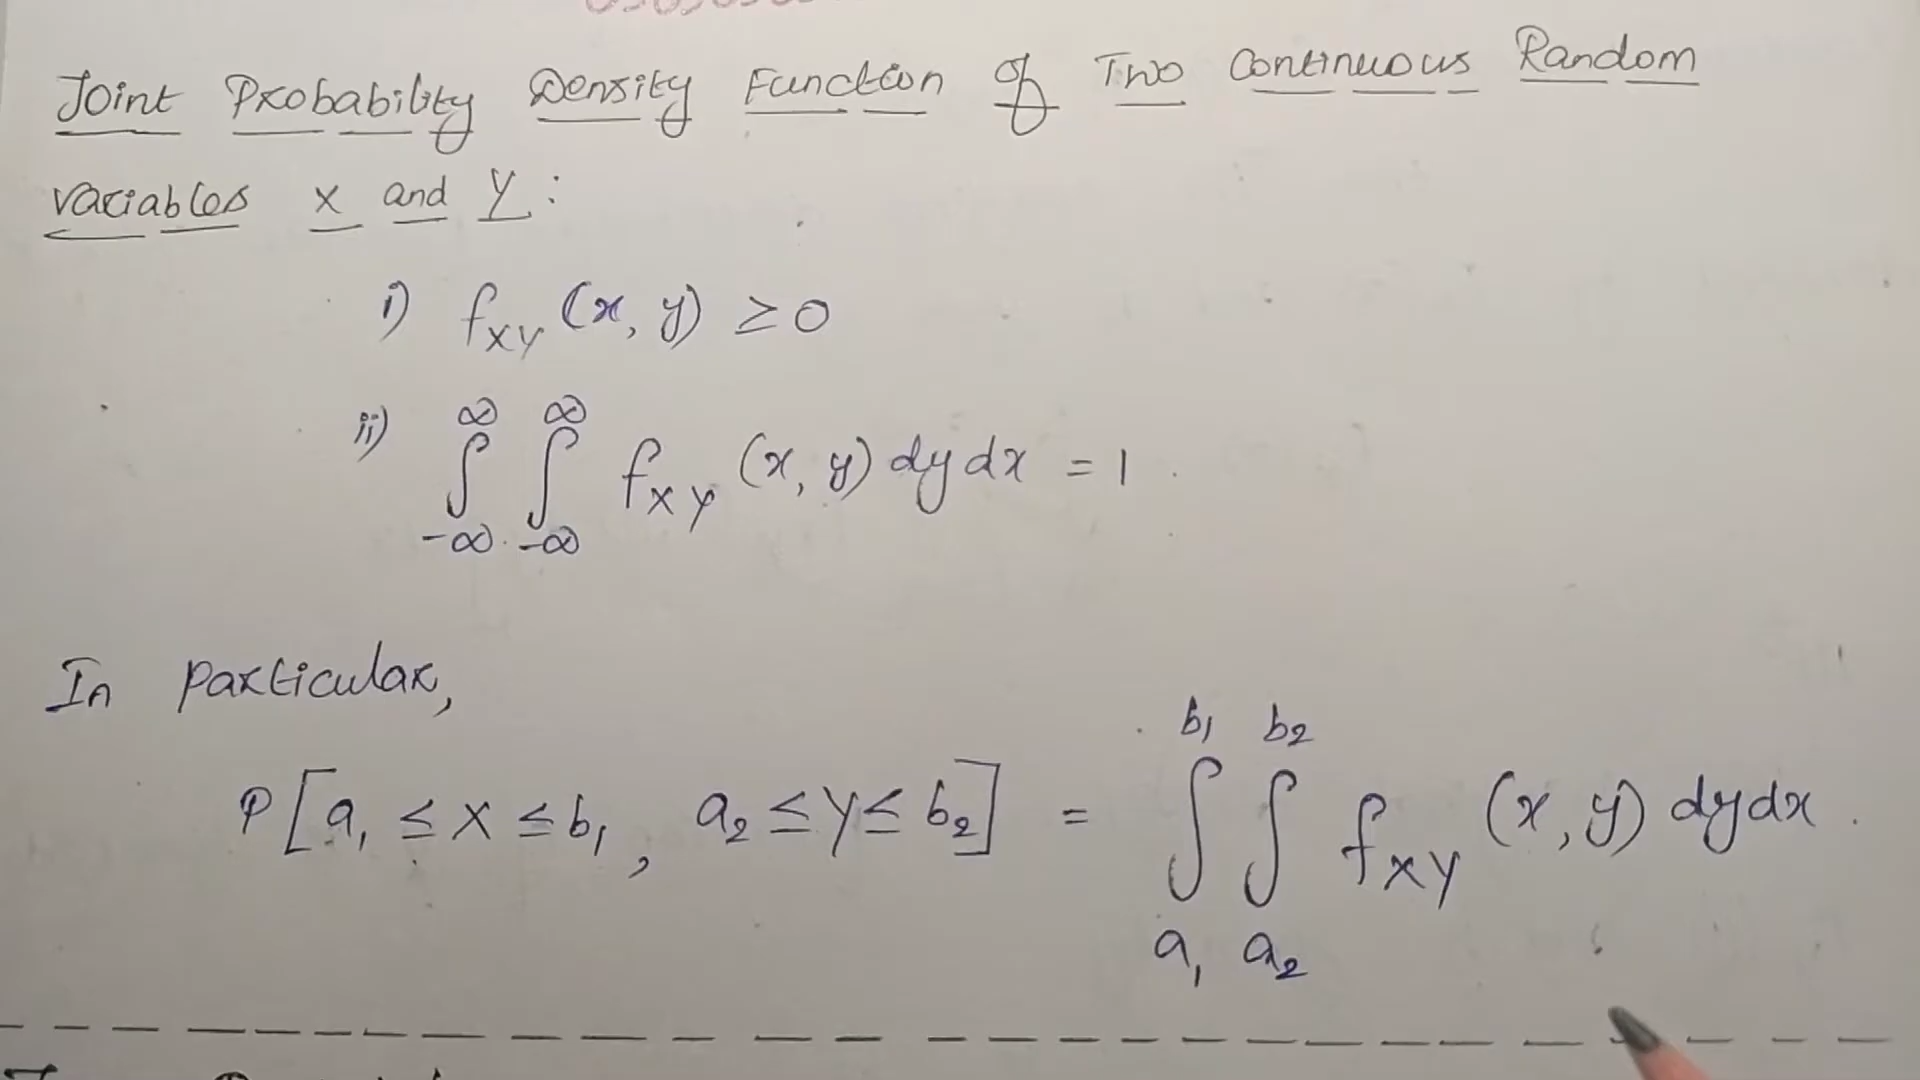 Joint Probability Density Function of Two Continuous Random
variables X and Y :
i) f_XY (x, y) ≥ 0
ii) ∫_{-∞}^{∞} ∫_{-∞}^{∞} f_XY (x, y) dy dx = 1 .
In particular,
P[a₁ ≤ X ≤ b₁, a₂ ≤ Y ≤ b₂] = ∫_{a₁}^{b₁} ∫_{a₂}^{b₂} f_XY (x, y) dy dx .